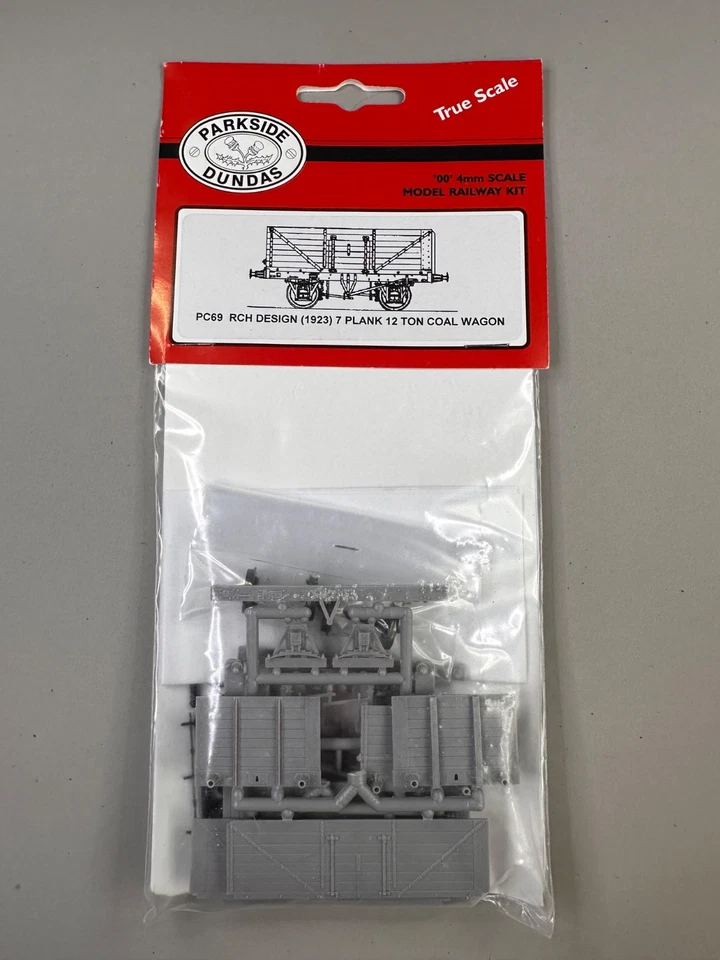 PARKSIDE
DUNDAS
True Scale
'00' 4mm SCALE
MODEL RAILWAY KIT
PC69 RCH DESIGN (1923) 7 PLANK 12 TON COAL WAGON